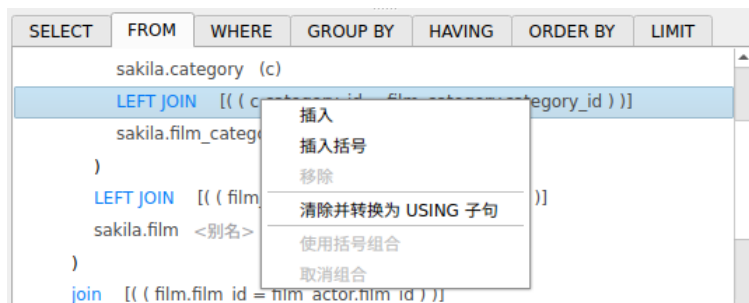 SELECT FROM WHERE GROUP BY HAVING ORDER BY LIMIT
sakila.category (c)
LEFT JOIN [( ( c.category_id = film_category.category_id ) )]
sakila.film_catego
)
LEFT JOIN [( ( film_ )]
sakila.film <别名>
)
join [( ( film.film_id = film_actor.film_id ) )]
插入
插入括号
移除
清除并转换为 USING 子句
使用括号组合
取消组合